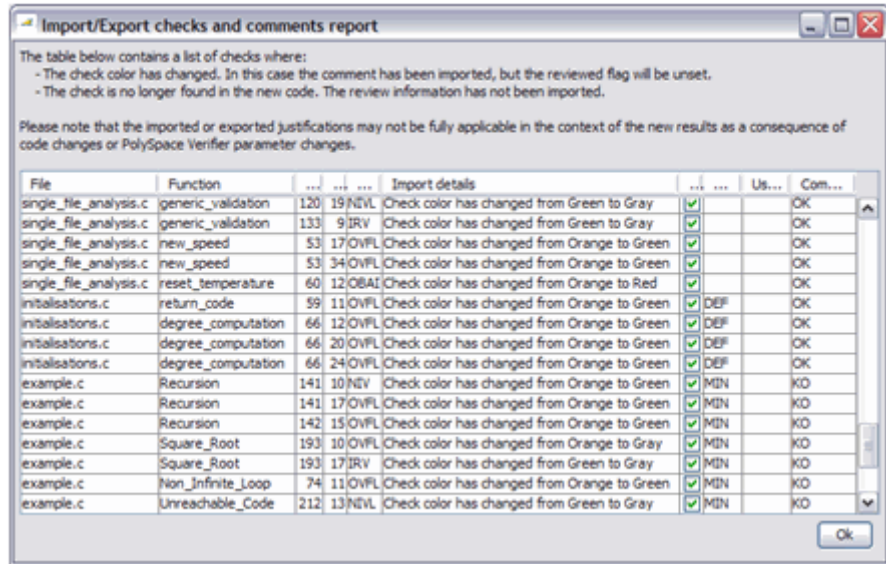 Import/Export checks and comments report
The table below contains a list of checks where:
- The check color has changed. In this case the comment has been imported, but the reviewed flag will be unset.
- The check is no longer found in the new code. The review information has not been imported.
Please note that the imported or exported justifications may not be fully applicable in the context of the new results as a consequence of
code changes or PolySpace Verifier parameter changes.
File Function ... ... ... Import details ... ... Us... Com...
single_file_analysis.c generic_validation 120 19 NIVL Check color has changed from Green to Gray OK
single_file_analysis.c generic_validation 133 9 IRV Check color has changed from Green to Gray OK
single_file_analysis.c new_speed 53 17 OVFL Check color has changed from Orange to Green OK
single_file_analysis.c new_speed 53 34 OVFL Check color has changed from Orange to Green OK
single_file_analysis.c reset_temperature 60 12 OBAI Check color has changed from Orange to Red OK
initialisations.c return_code 59 11 OVFL Check color has changed from Orange to Green DEF OK
initialisations.c degree_computation 66 12 OVFL Check color has changed from Orange to Green DEF OK
initialisations.c degree_computation 66 20 OVFL Check color has changed from Orange to Green DEF OK
initialisations.c degree_computation 66 24 OVFL Check color has changed from Orange to Green DEF OK
example.c Recursion 141 10 NIV Check color has changed from Orange to Green MIN KO
example.c Recursion 141 17 OVFL Check color has changed from Orange to Green MIN KO
example.c Recursion 142 15 OVFL Check color has changed from Orange to Green MIN KO
example.c Square_Root 193 10 OVFL Check color has changed from Orange to Gray MIN KO
example.c Square_Root 193 17 IRV Check color has changed from Green to Gray MIN KO
example.c Non_Infinite_Loop 74 11 OVFL Check color has changed from Orange to Green MIN KO
example.c Unreachable_Code 212 13 NIVL Check color has changed from Green to Gray MIN KO
Ok